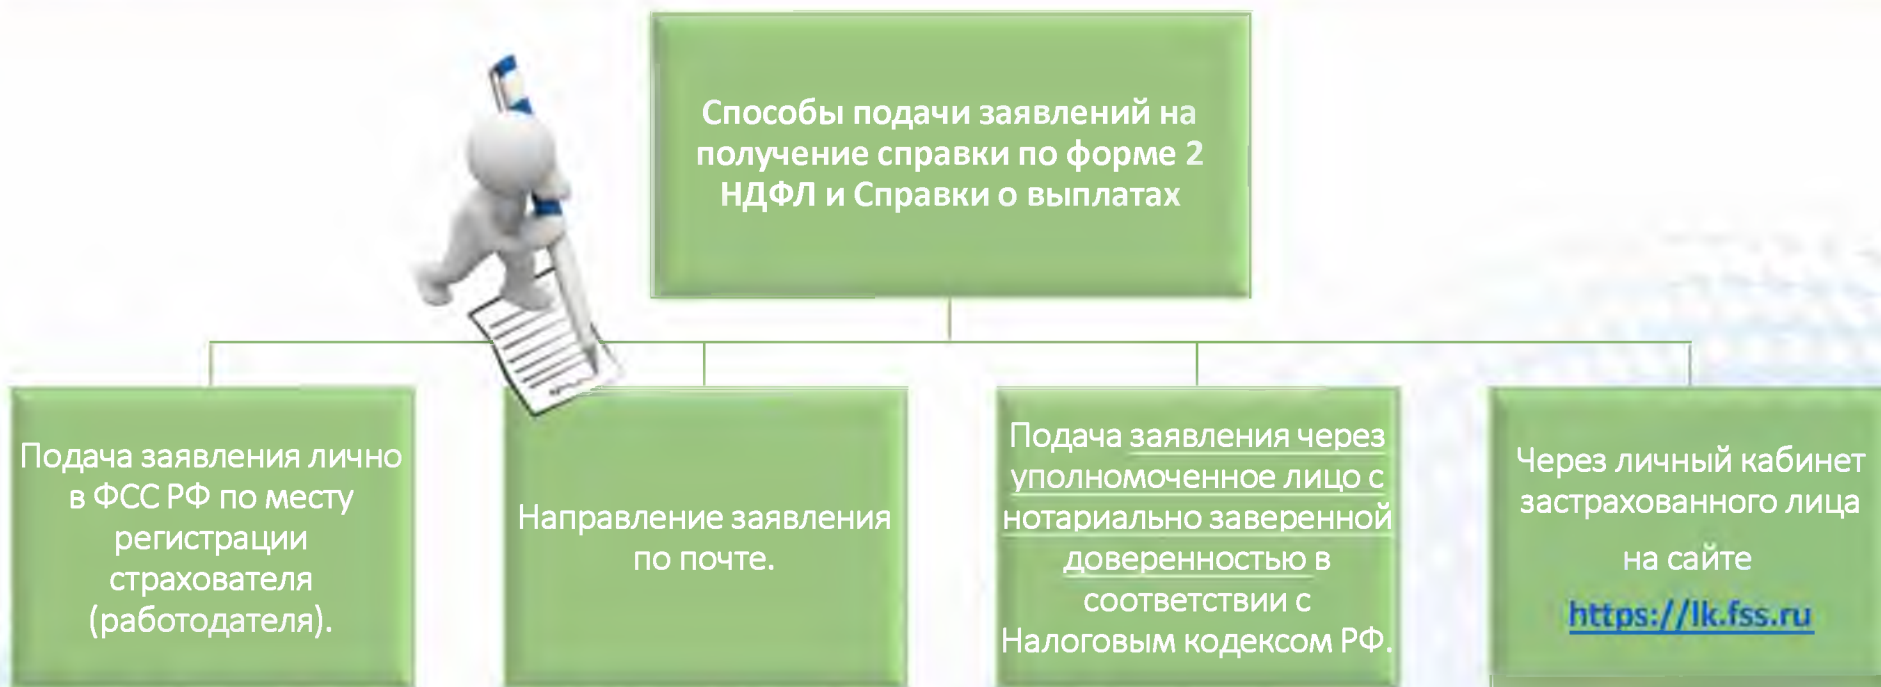 Способы подачи заявлений на
получение справки по форме 2
НДФЛ и Справки о выплатах
Подача заявления лично
в ФСС РФ по месту
регистрации
страхователя
(работодателя).
Направление заявления
по почте.
Подача заявления через
уполномоченное лицо с
нотариально заверенной
доверенностью в
соответствии с
Налоговым кодексом РФ.
Через личный кабинет
застрахованного лица
на сайте
https://lk.fss.ru